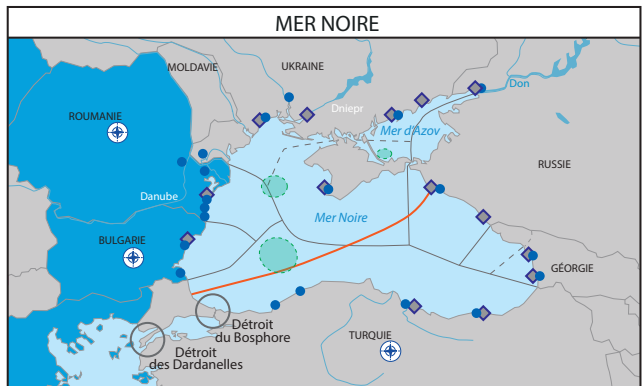 MER NOIRE
MOLDAVIE
UKRAINE
Don
ROUMANIE
Dniepr
Mer d'Azov
RUSSIE
Danube
Mer Noire
BULGARIE
GÉORGIE
Détroit
du Bosphore
TURQUIE
Détroit
des Dardanelles